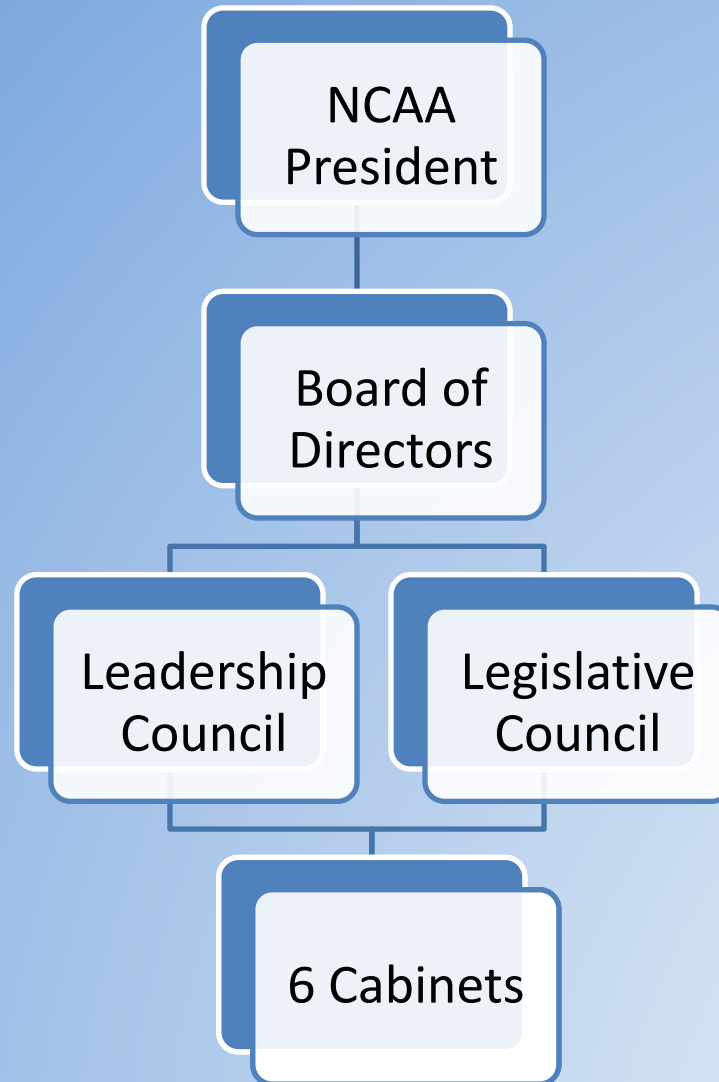 NCAA
President
Board of
Directors
Leadership
Council
Legislative
Council
6 Cabinets